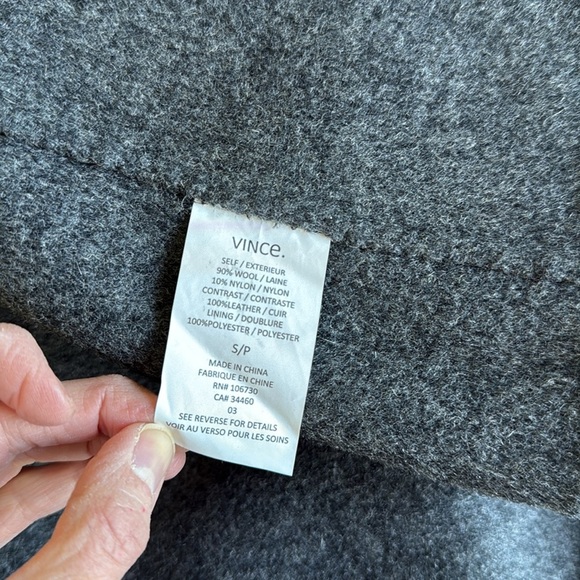 VINCe.
SELF / EXTERIEUR
90% WOOL / LAINE
10% NYLON / NYLON
CONTRAST / CONTRASTE
100%LEATHER / CUIR
LINING / DOUBLURE
100%POLYESTER / POLYESTER
S/P
MADE IN CHINA
FABRIQUE EN CHINE
RN# 106730
CA# 34460
03
SEE REVERSE FOR DETAILS
VOIR AU VERSO POUR LES SOINS